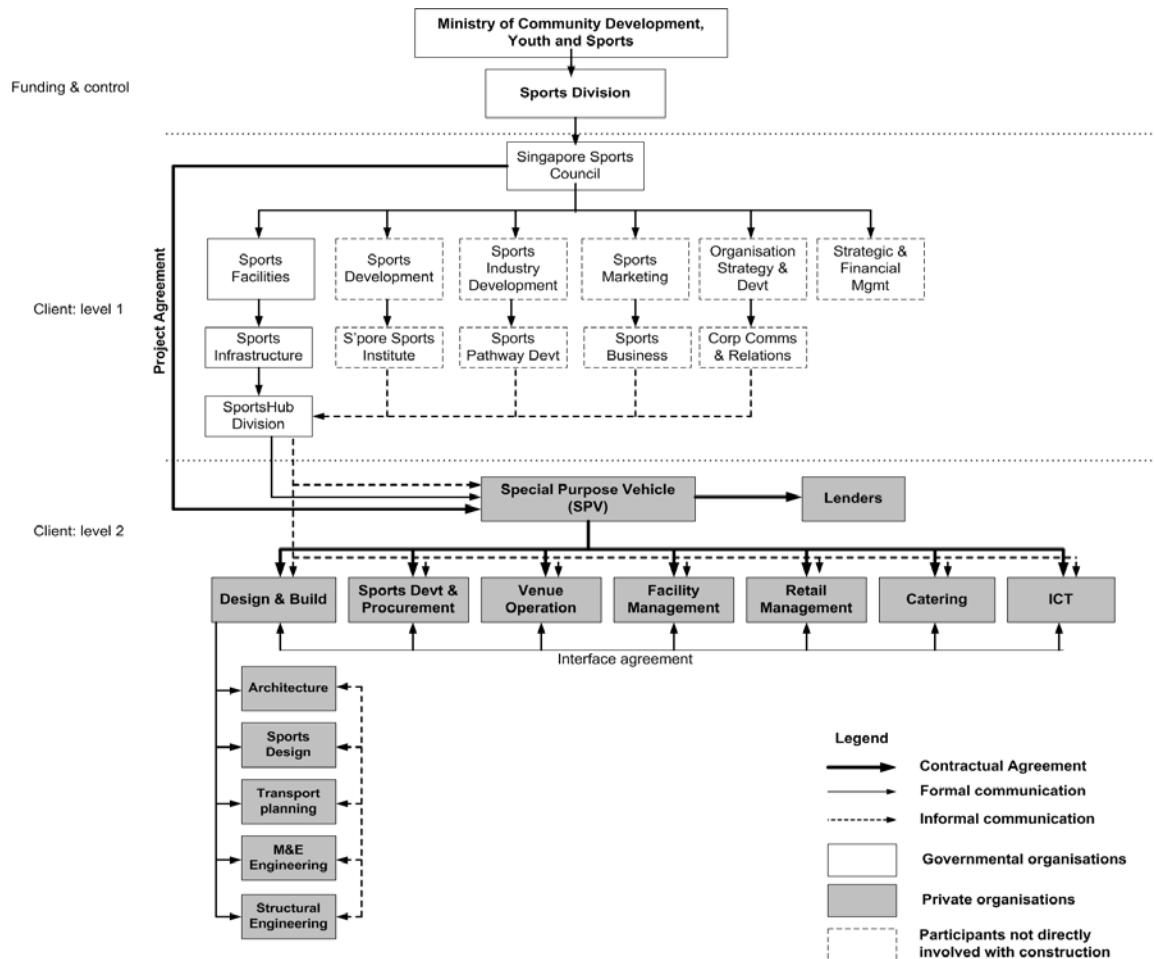 Ministry of Community Development,
Youth and Sports
Funding & control
Sports Division
Singapore Sports
Council
Project Agreement
Client: level 1
Sports
Facilities
Sports
Development
Sports
Industry
Development
Sports
Marketing
Organisation
Strategy &
Devt
Strategic &
Financial
Mgmt
Sports
Infrastructure
S'pore Sports
Institute
Sports
Pathway Devt
Sports
Business
Corp Comms
& Relations
SportsHub
Division
Client: level 2
Special Purpose Vehicle
(SPV)
Lenders
Design & Build
Sports Devt &
Procurement
Venue
Operation
Facility
Management
Retail
Management
Catering
ICT
Interface agreement
Architecture
Sports
Design
Transport
planning
M&E
Engineering
Structural
Engineering
Legend
Contractual Agreement
Formal communication
Informal communication
Governmental organisations
Private organisations
Participants not directly
involved with construction